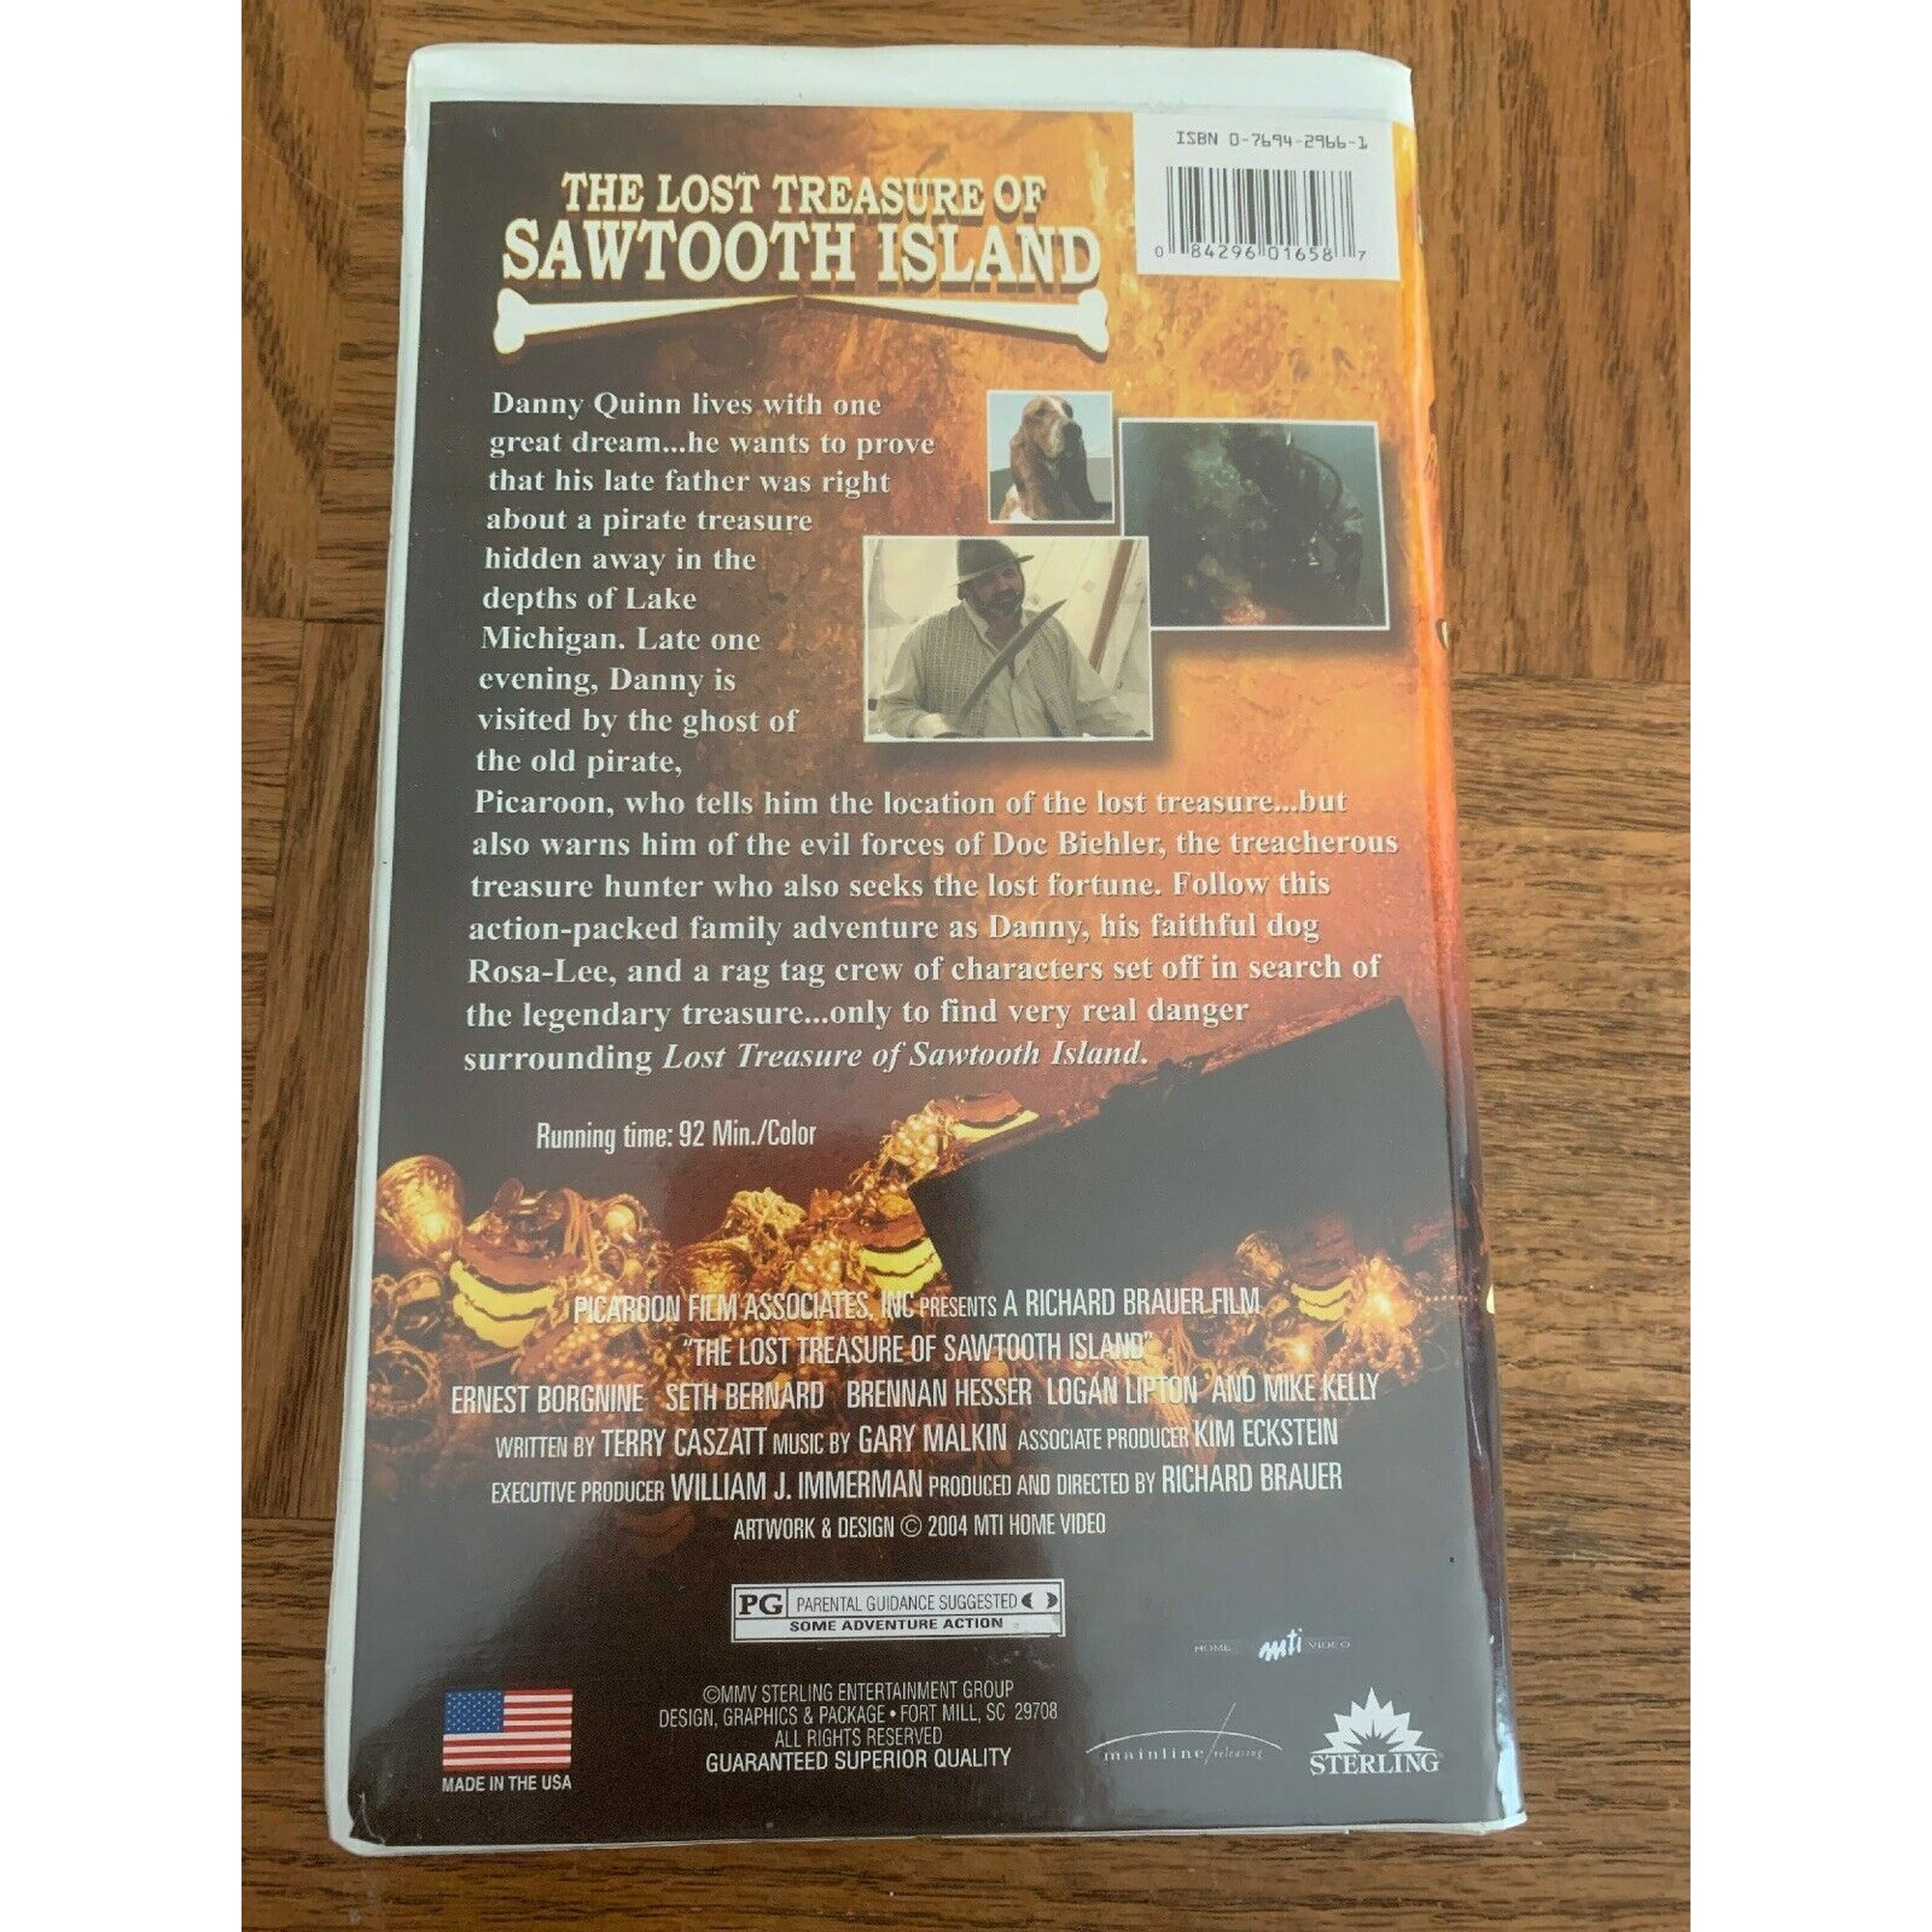 ISBN 0-7694-2966-1
0 84296 01658 7
THE LOST TREASURE OF
SAWTOOTH ISLAND
Danny Quinn lives with one
great dream...he wants to prove
that his late father was right
about a pirate treasure
hidden away in the
depths of Lake
Michigan. Late one
evening, Danny is
visited by the ghost of
the old pirate,
Picaroon, who tells him the location of the lost treasure...but
also warns him of the evil forces of Doc Biehler, the treacherous
treasure hunter who also seeks the lost fortune. Follow this
action-packed family adventure as Danny, his faithful dog
Rosa-Lee, and a rag tag crew of characters set off in search of
the legendary treasure...only to find very real danger
surrounding Lost Treasure of Sawtooth Island.
Running time: 92 Min./Color
PICAROON FILM ASSOCIATES, INC PRESENTS A RICHARD BRAUER FILM
"THE LOST TREASURE OF SAWTOOTH ISLAND"
ERNEST BORGNINE SETH BERNARD BRENNAN HESSER LOGAN LIPTON AND MIKE KELLY
WRITTEN BY TERRY CASZATT MUSIC BY GARY MALKIN ASSOCIATE PRODUCER KIM ECKSTEIN
EXECUTIVE PRODUCER WILLIAM J. IMMERMAN PRODUCED AND DIRECTED BY RICHARD BRAUER
ARTWORK & DESIGN © 2004 MTI HOME VIDEO
PG PARENTAL GUIDANCE SUGGESTED
SOME ADVENTURE ACTION
HOME mti VIDEO
©MMV STERLING ENTERTAINMENT GROUP
DESIGN, GRAPHICS & PACKAGE • FORT MILL, SC 29708
ALL RIGHTS RESERVED
GUARANTEED SUPERIOR QUALITY
MADE IN THE USA
mainline releasing
STERLING